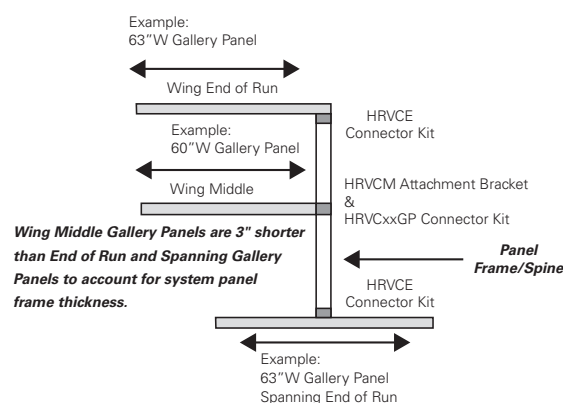 Example:
63"W Gallery Panel
Wing End of Run
HRVCE
Connector Kit
Example:
60"W Gallery Panel
Wing Middle
HRVCM Attachment Bracket
&
HRVCxxGP Connector Kit
Wing Middle Gallery Panels are 3" shorter
than End of Run and Spanning Gallery
Panels to account for system panel
frame thickness.
Panel
Frame/Spine
HRVCE
Connector Kit
Example:
63"W Gallery Panel
Spanning End of Run